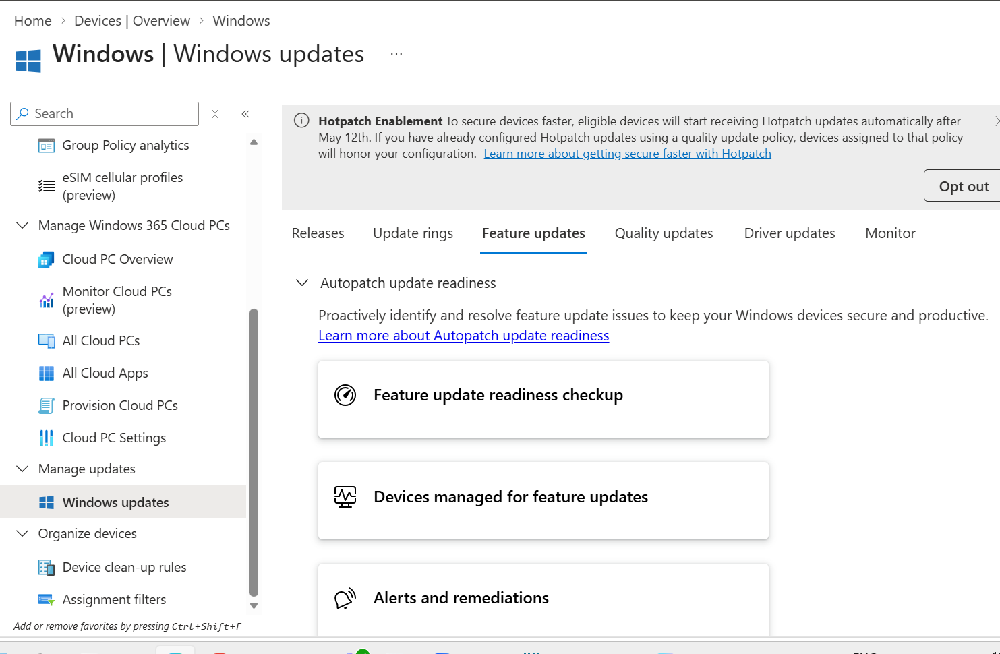 Home > Devices | Overview > Windows
Windows | Windows updates ...
Search
Group Policy analytics
eSIM cellular profiles
(preview)
Manage Windows 365 Cloud PCs
Cloud PC Overview
Monitor Cloud PCs
(preview)
All Cloud PCs
All Cloud Apps
Provision Cloud PCs
Cloud PC Settings
Manage updates
Windows updates
Organize devices
Device clean-up rules
Assignment filters
Add or remove favorites by pressing Ctrl+Shift+F
Hotpatch Enablement To secure devices faster, eligible devices will start receiving Hotpatch updates automatically after
May 12th. If you have already configured Hotpatch updates using a quality update policy, devices assigned to that policy
will honor your configuration. Learn more about getting secure faster with Hotpatch
Opt out
Releases Update rings Feature updates Quality updates Driver updates Monitor
Autopatch update readiness
Proactively identify and resolve feature update issues to keep your Windows devices secure and productive.
Learn more about Autopatch update readiness
Feature update readiness checkup
Devices managed for feature updates
Alerts and remediations